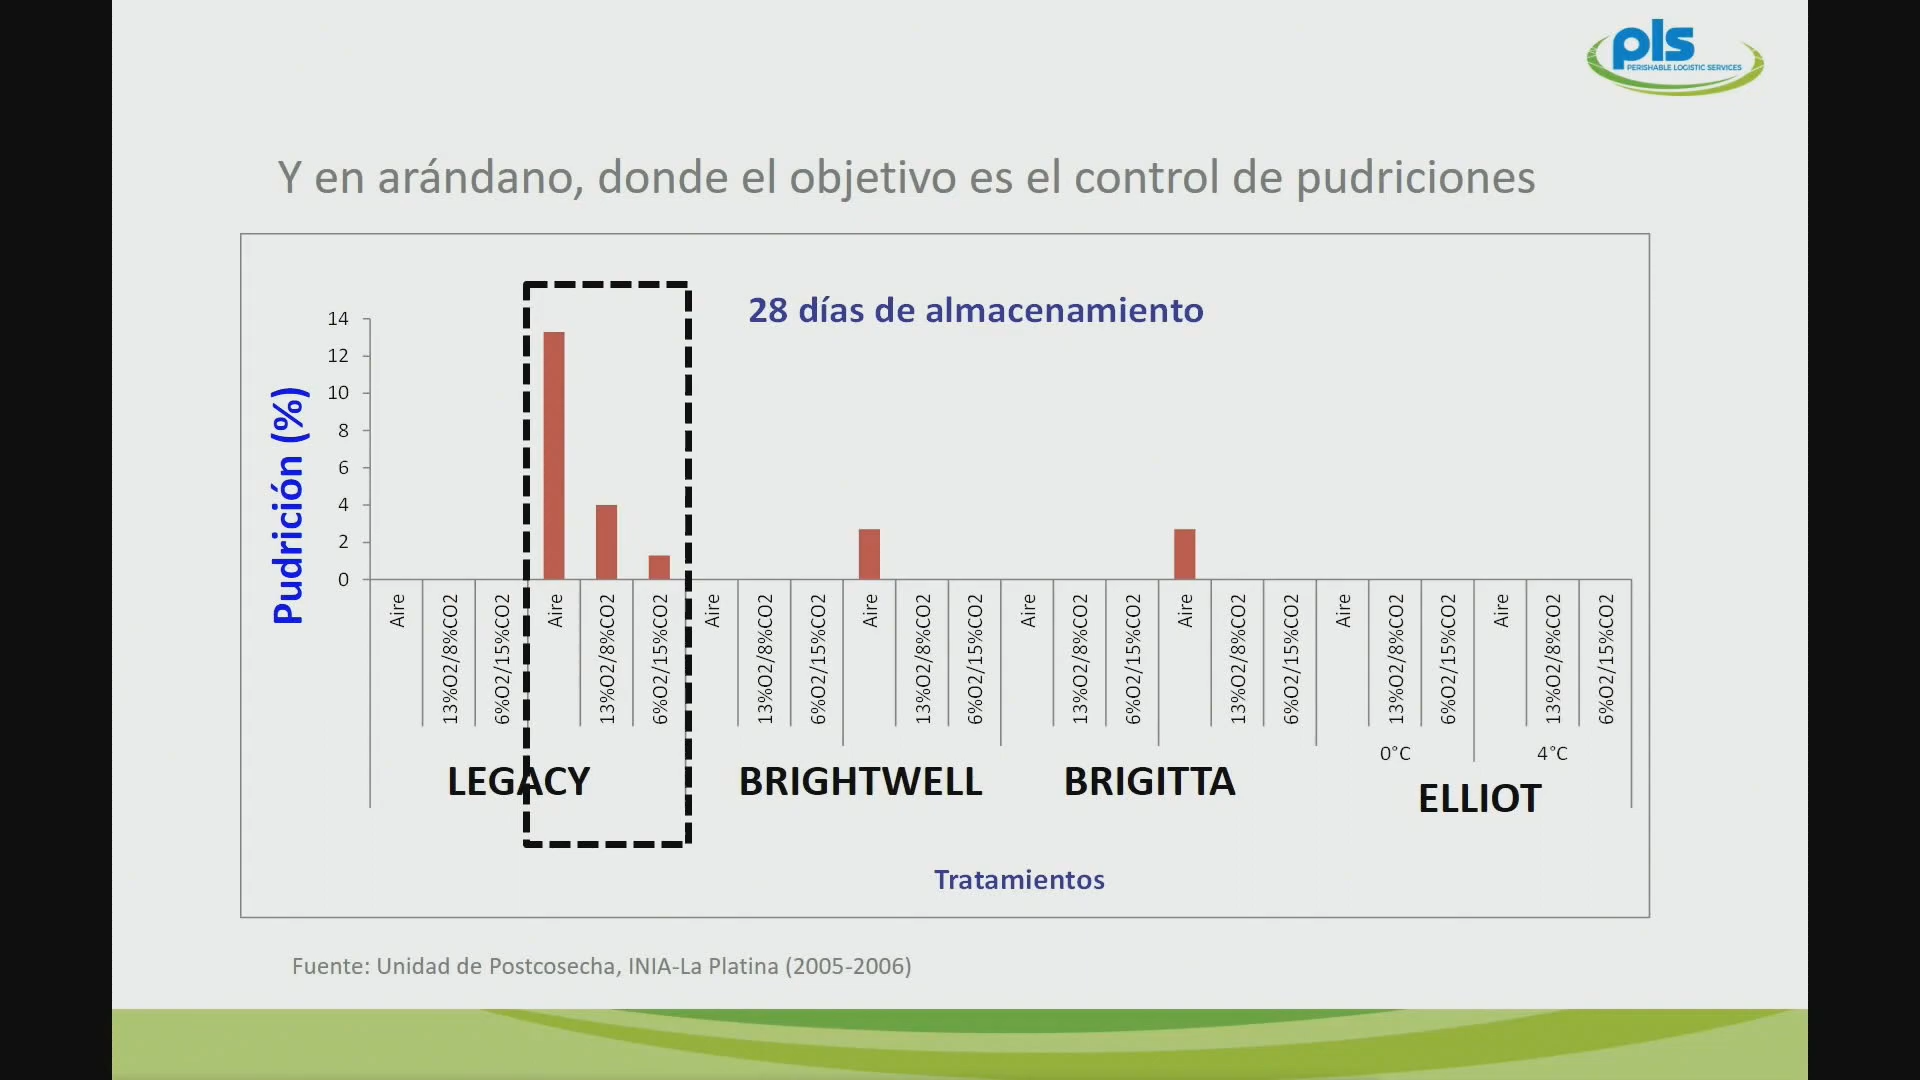 pls
PERISHABLE LOGISTIC SERVICES
Y en arándano, donde el objetivo es el control de pudriciones
28 días de almacenamiento
Pudrición (%)
14
12
10
8
6
4
2
0
Aire
13%O2/8%CO2
6%O2/15%CO2
Aire
13%O2/8%CO2
6%O2/15%CO2
Aire
13%O2/8%CO2
6%O2/15%CO2
Aire
13%O2/8%CO2
6%O2/15%CO2
Aire
13%O2/8%CO2
6%O2/15%CO2
Aire
13%O2/8%CO2
6%O2/15%CO2
Aire
13%O2/8%CO2
6%O2/15%CO2
Aire
13%O2/8%CO2
6%O2/15%CO2
0°C
4°C
LEGACY
BRIGHTWELL
BRIGITTA
ELLIOT
Tratamientos
Fuente: Unidad de Postcosecha, INIA-La Platina (2005-2006)